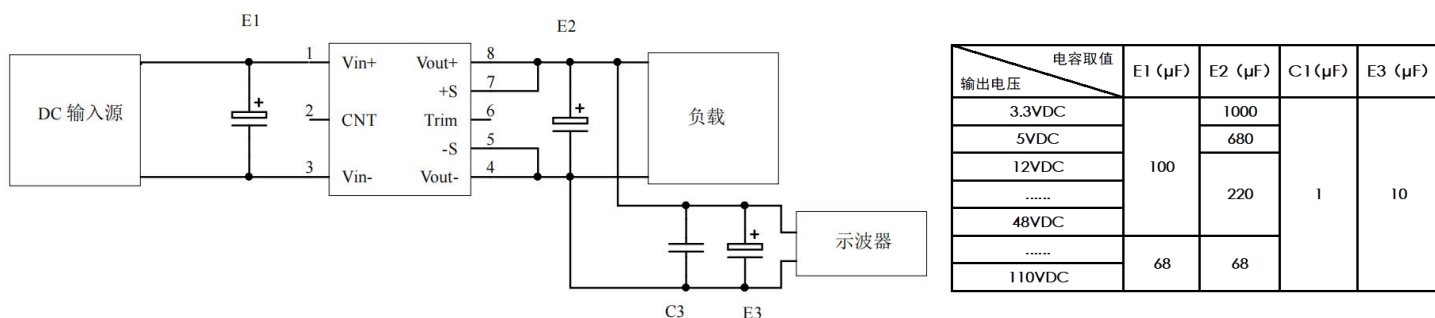 E1
E2
DC 输入源
1
Vin+
2
CNT
3
Vin-
Vout+
8
+S
7
Trim
6
-S
5
Vout-
4
负载
示波器
C3
E3
电容取值
输出电压
E1 (μF)
E2 (μF)
C1(μF)
E3 (μF)
3.3VDC
100
1000
1
10
5VDC
680
12VDC
220
......
48VDC
......
68
68
110VDC